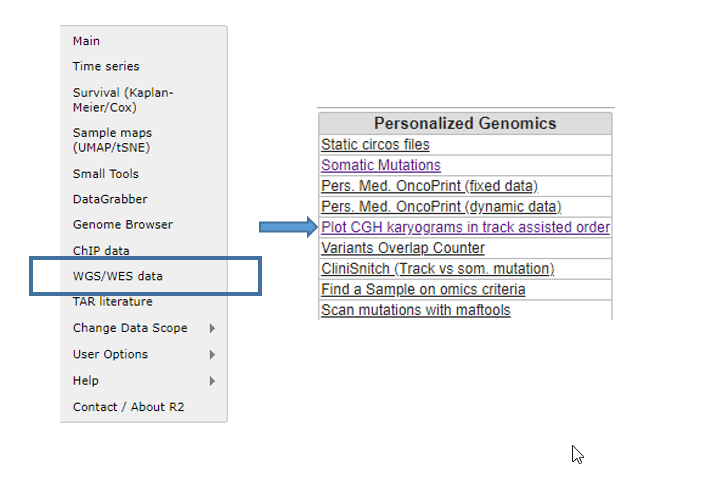 Main
Time series
Survival (Kaplan-
Meier/Cox)
Sample maps
(UMAP/tSNE)
Small Tools
DataGrabber
Genome Browser
ChIP data
WGS/WES data
TAR literature
Change Data Scope
User Options
Help
Contact / About R2
Personalized Genomics
Static circos files
Somatic Mutations
Pers. Med. OncoPrint (fixed data)
Pers. Med. OncoPrint (dynamic data)
Plot CGH karyograms in track assisted order
Variants Overlap Counter
CliniSnitch (Track vs som. mutation)
Find a Sample on omics criteria
Scan mutations with maftools